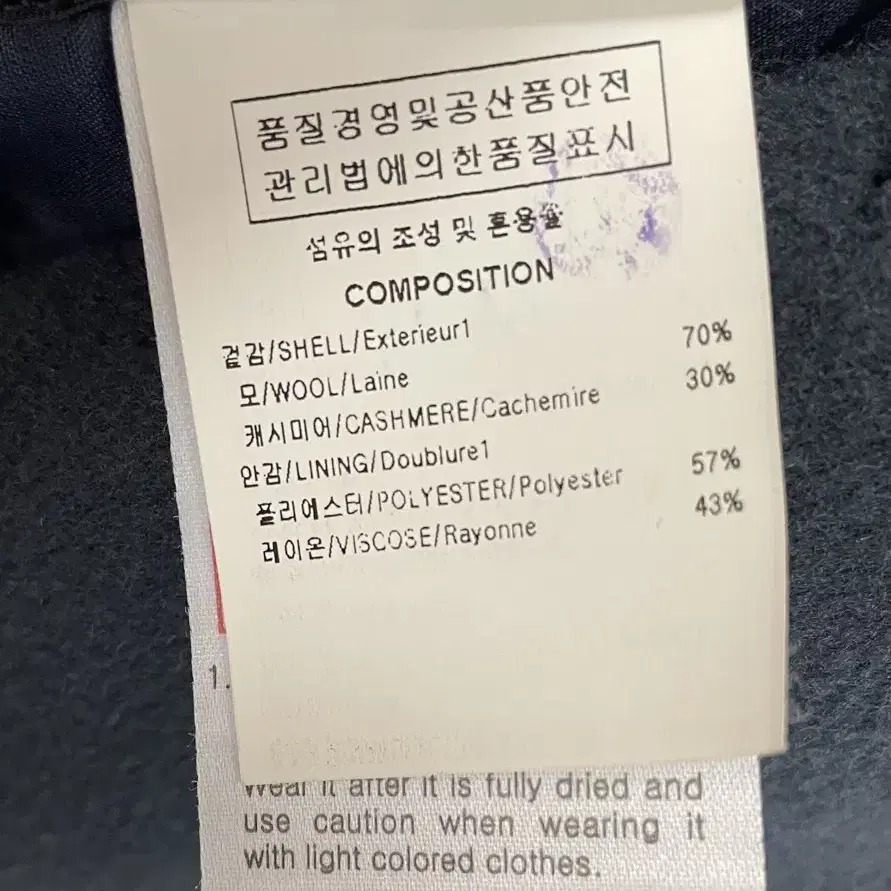 품질경영및공산품안전
관리법에의한품질표시
섬유의 조성 및 혼용율
COMPOSITION
겉감/SHELL/Exterieur1
모/WOOL/Laine 70%
캐시미어/CASHMERE/Cachemire 30%
안감/LINING/Doublure1
폴리에스터/POLYESTER/Polyester 57%
레이온/VISCOSE/Rayonne 43%
1.
Wear it after it is fully dried and
use caution when wearing it
with light colored clothes.